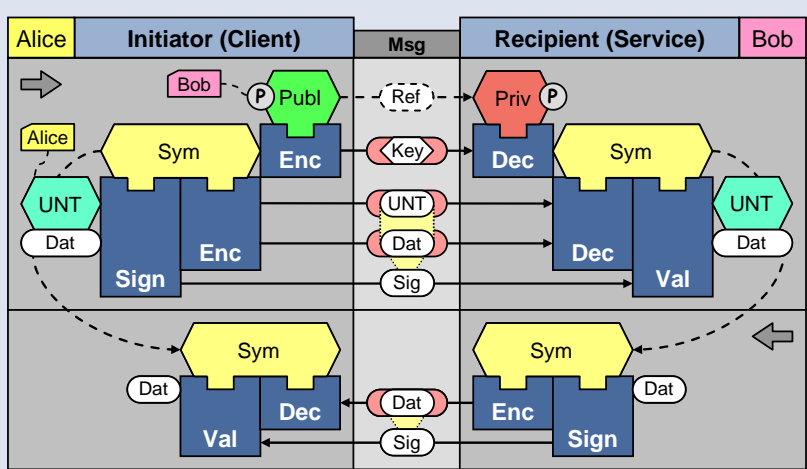 Alice
Initiator (Client)
Msg
Recipient (Service)
Bob
Bob
P
Publ
Ref
Priv
P
Alice
Sym
Enc
Key
Dec
Sym
UNT
UNT
UNT
Dat
Enc
Dat
Dec
Dat
Sign
Sig
Val
Sym
Sym
Dat
Dec
Dat
Enc
Dat
Val
Sig
Sign